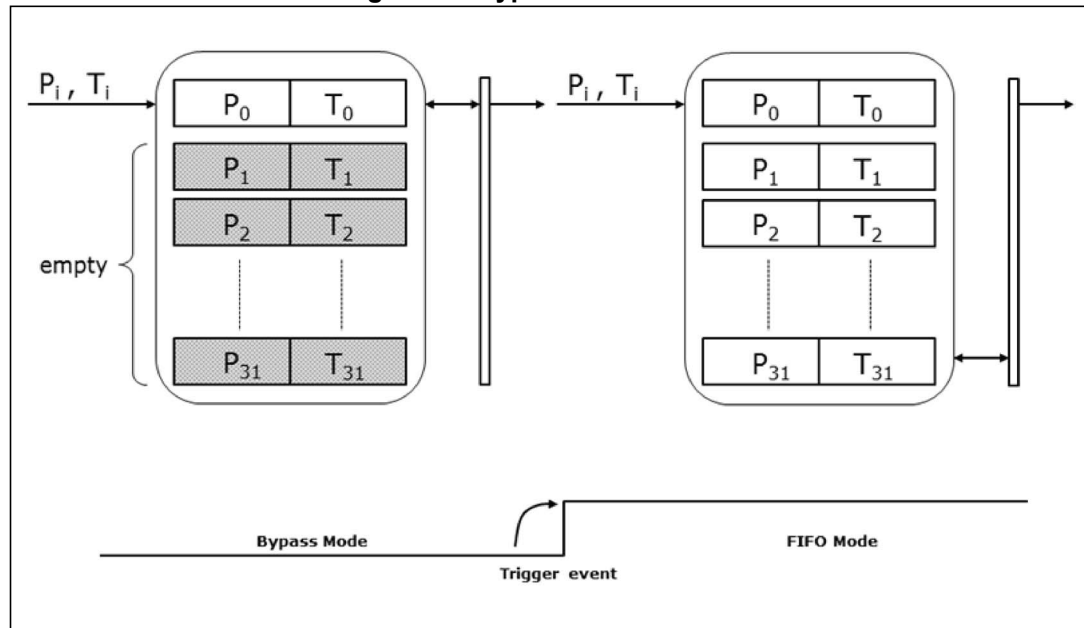 P₀ T₀
P₁ T₁
P₂ T₂
P₃₁ T₃₁
Pᵢ , Tᵢ
empty
Pᵢ , Tᵢ
P₀ T₀
P₁ T₁
P₂ T₂
P₃₁ T₃₁
Bypass Mode
Trigger event
FIFO Mode